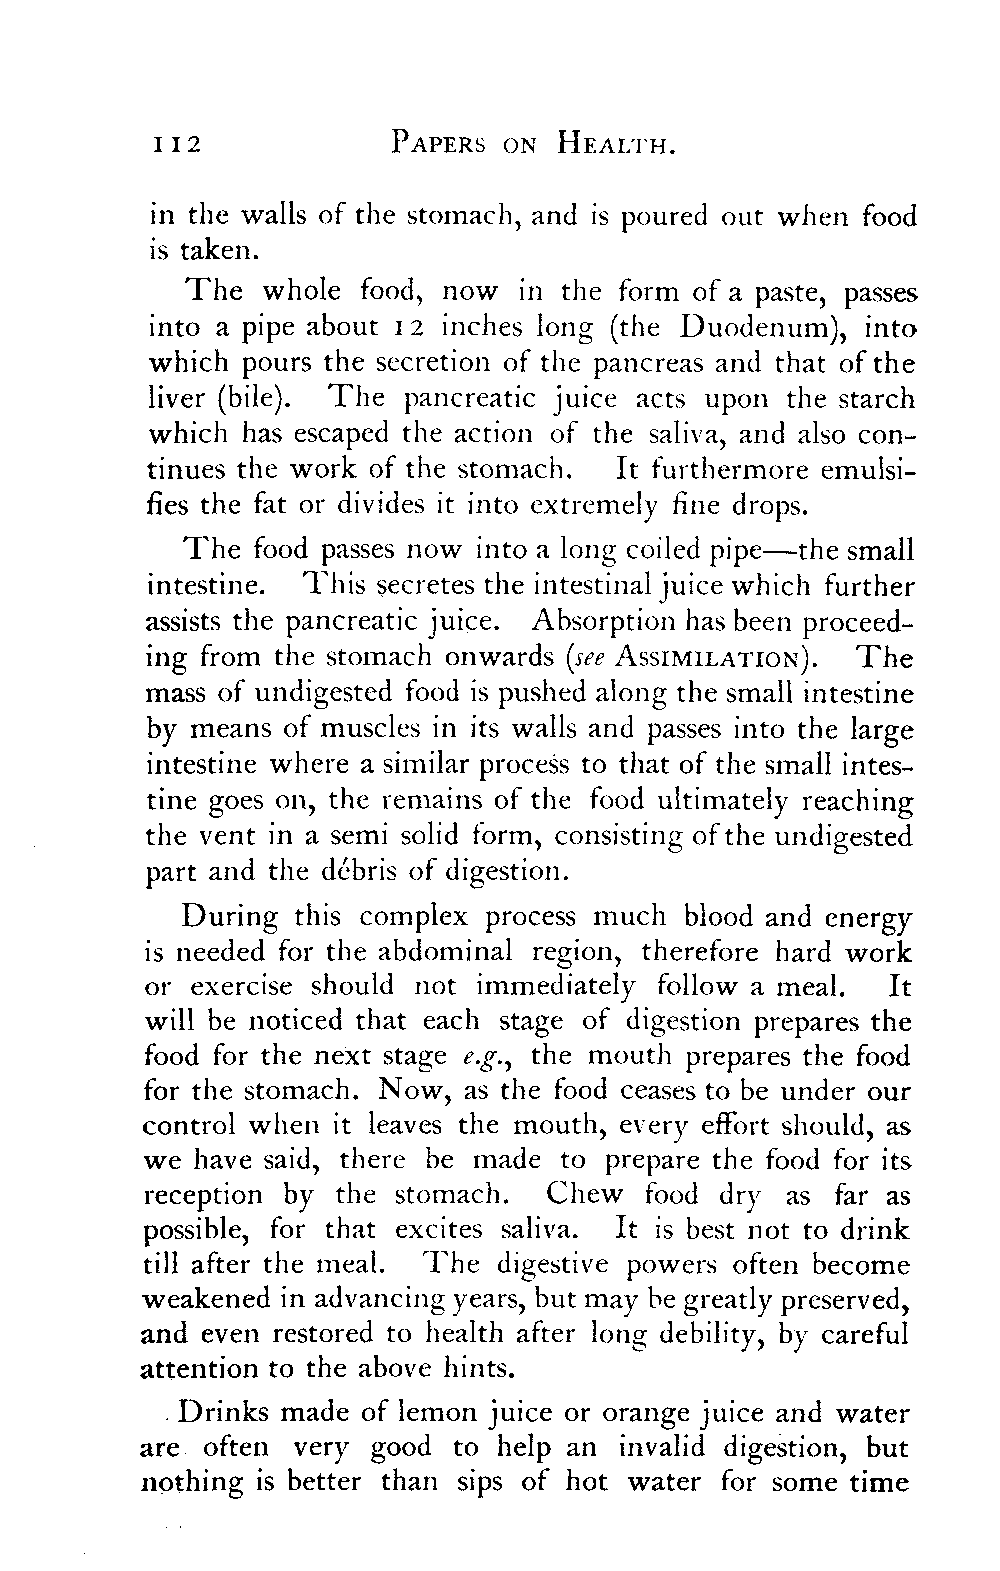 112 PAPERS ON HEALTH.
in the walls of the stomach, and is poured out when food
is taken.
The whole food, now in the form of a paste, passes
into a pipe about 12 inches long (the Duodenum), into
which pours the secretion of the pancreas and that of the
liver (bile). The pancreatic juice acts upon the starch
which has escaped the action of the saliva, and also con-
tinues the work of the stomach. It furthermore emulsi-
fies the fat or divides it into extremely fine drops.
The food passes now into a long coiled pipe—the small
intestine. This secretes the intestinal juice which further
assists the pancreatic juice. Absorption has been proceed-
ing from the stomach onwards (see ASSIMILATION). The
mass of undigested food is pushed along the small intestine
by means of muscles in its walls and passes into the large
intestine where a similar process to that of the small intes-
tine goes on, the remains of the food ultimately reaching
the vent in a semi solid form, consisting of the undigested
part and the débris of digestion.
During this complex process much blood and energy
is needed for the abdominal region, therefore hard work
or exercise should not immediately follow a meal. It
will be noticed that each stage of digestion prepares the
food for the next stage e.g., the mouth prepares the food
for the stomach. Now, as the food ceases to be under our
control when it leaves the mouth, every effort should, as
we have said, there be made to prepare the food for its
reception by the stomach. Chew food dry as far as
possible, for that excites saliva. It is best not to drink
till after the meal. The digestive powers often become
weakened in advancing years, but may be greatly preserved,
and even restored to health after long debility, by careful
attention to the above hints.
Drinks made of lemon juice or orange juice and water
are often very good to help an invalid digestion, but
nothing is better than sips of hot water for some time